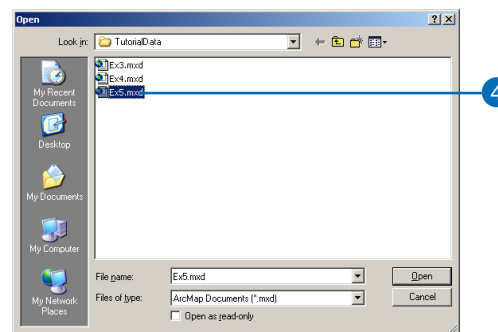 Open
Look in: TutorialData
Ex3.mxd
Ex4.mxd
Ex5.mxd
4
My Recent
Documents
Desktop
My Documents
My Computer
My Network
Places
File name: Ex5.mxd Open
Files of type: ArcMap Documents (*.mxd) Cancel
Open as read-only